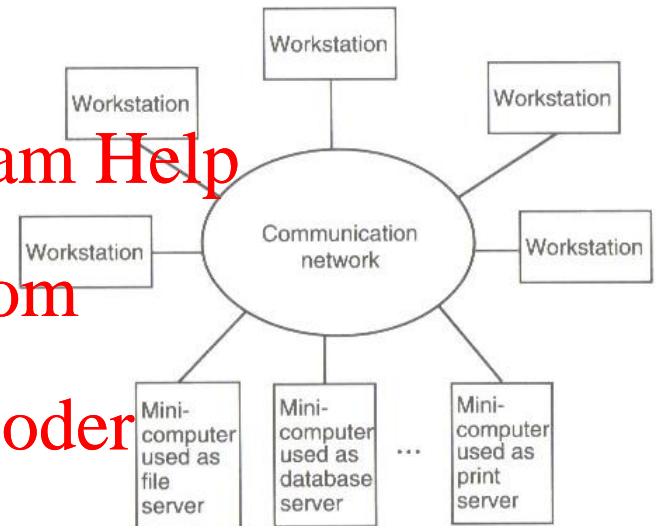 Workstation
Workstation
Workstation
am Help
Communication
network
Workstation
Workstation
om
Mini-
computer
used as
file
server
oder
Mini-
computer
used as
database
server
...
Mini-
computer
used as
print
server